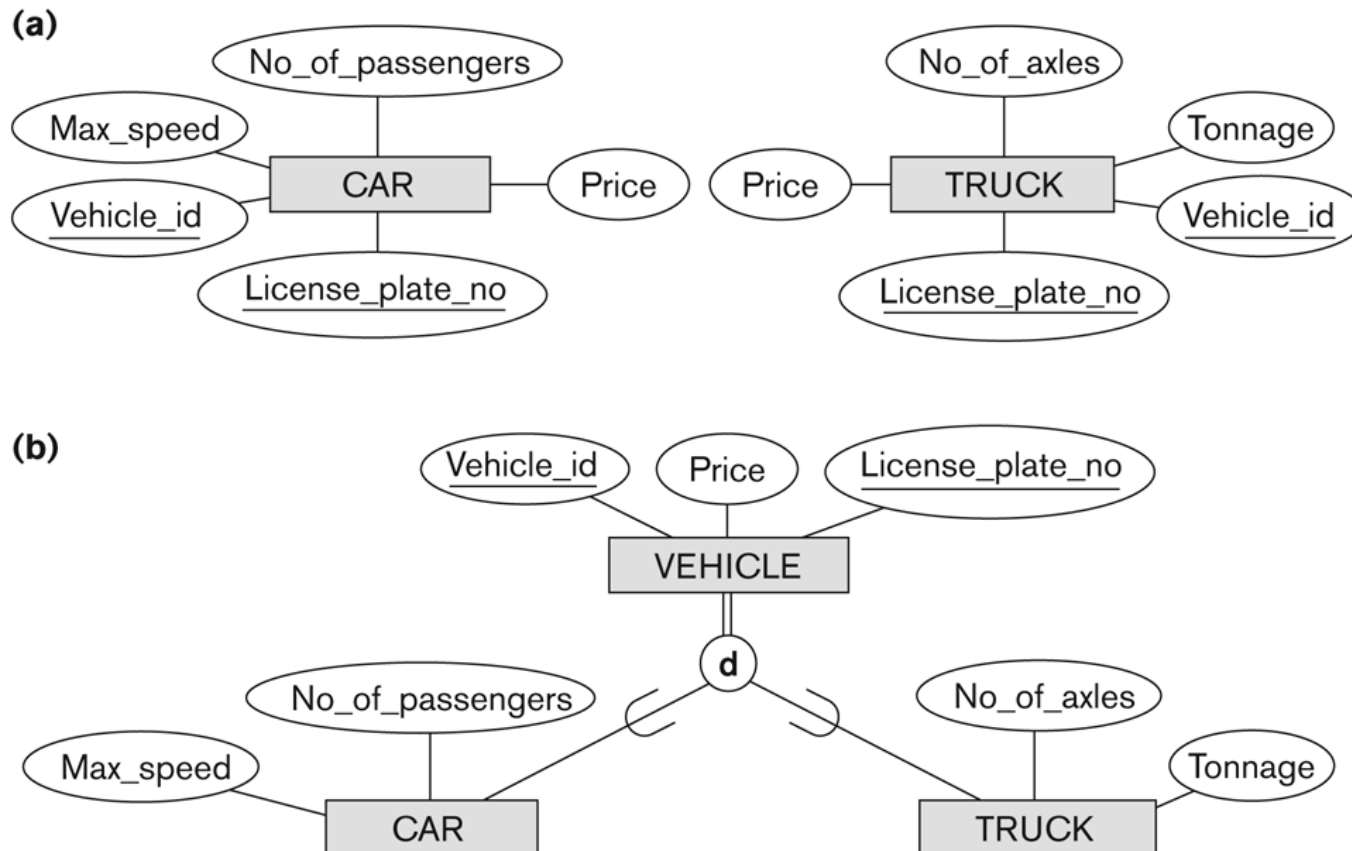 (a)
No_of_passengers
No_of_axles
Max_speed
Tonnage
CAR
Price
Price
TRUCK
Vehicle_id
Vehicle_id
License_plate_no
License_plate_no
(b)
Vehicle_id
Price
License_plate_no
VEHICLE
d
No_of_passengers
No_of_axles
Max_speed
Tonnage
CAR
TRUCK